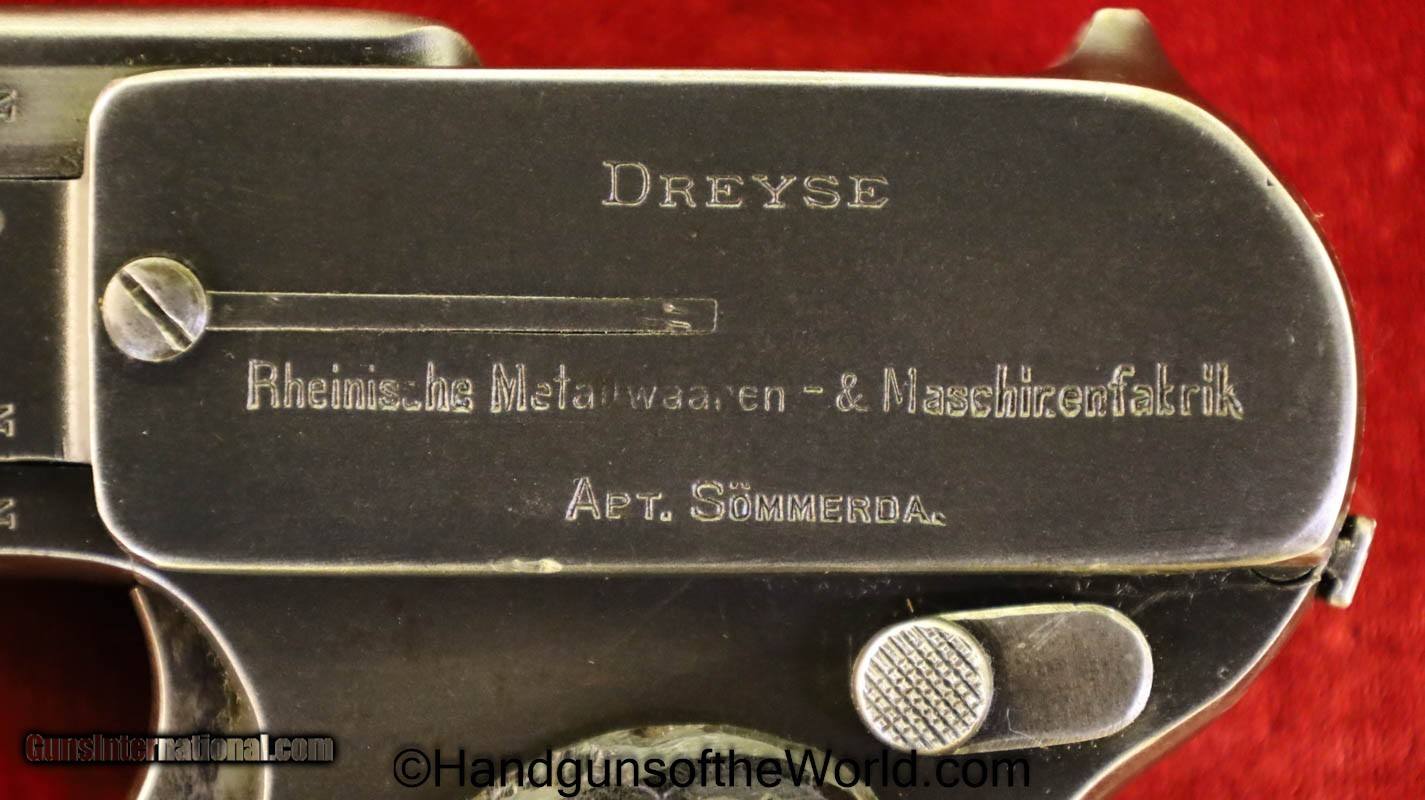 DREYSE
Rheinische Metallwaaren - & Maschinenfabrik
ABT. SÖMMERDA.
GunsInternational.com
©HandgunsoftheWorld.com